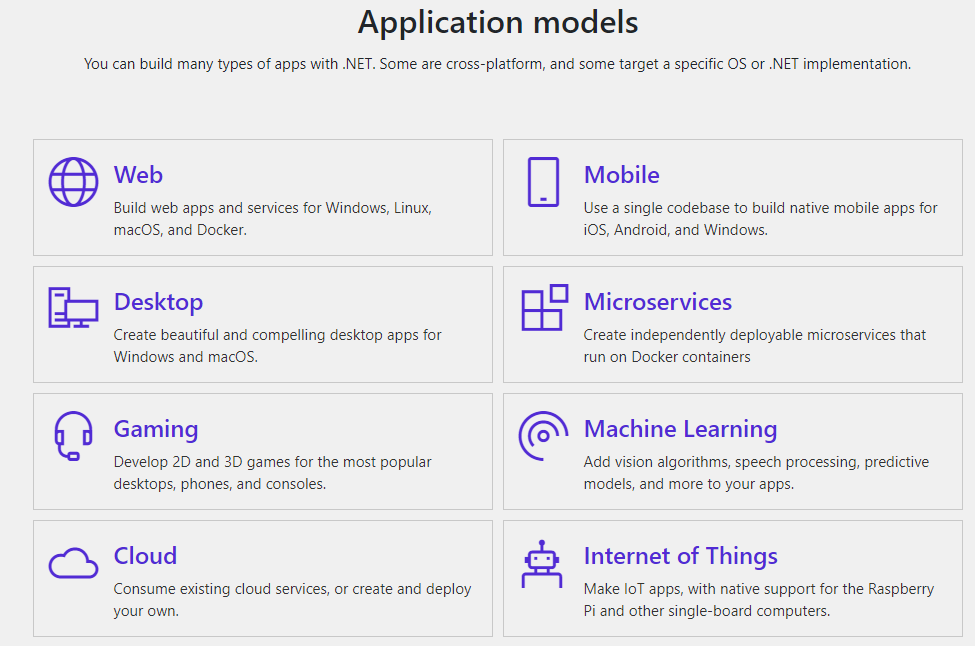 Application models
You can build many types of apps with .NET. Some are cross-platform, and some target a specific OS or .NET implementation.
Web
Build web apps and services for Windows, Linux,
macOS, and Docker.
Mobile
Use a single codebase to build native mobile apps for
iOS, Android, and Windows.
Desktop
Create beautiful and compelling desktop apps for
Windows and macOS.
Microservices
Create independently deployable microservices that
run on Docker containers
Gaming
Develop 2D and 3D games for the most popular
desktops, phones, and consoles.
Machine Learning
Add vision algorithms, speech processing, predictive
models, and more to your apps.
Cloud
Consume existing cloud services, or create and deploy
your own.
Internet of Things
Make IoT apps, with native support for the Raspberry
Pi and other single-board computers.